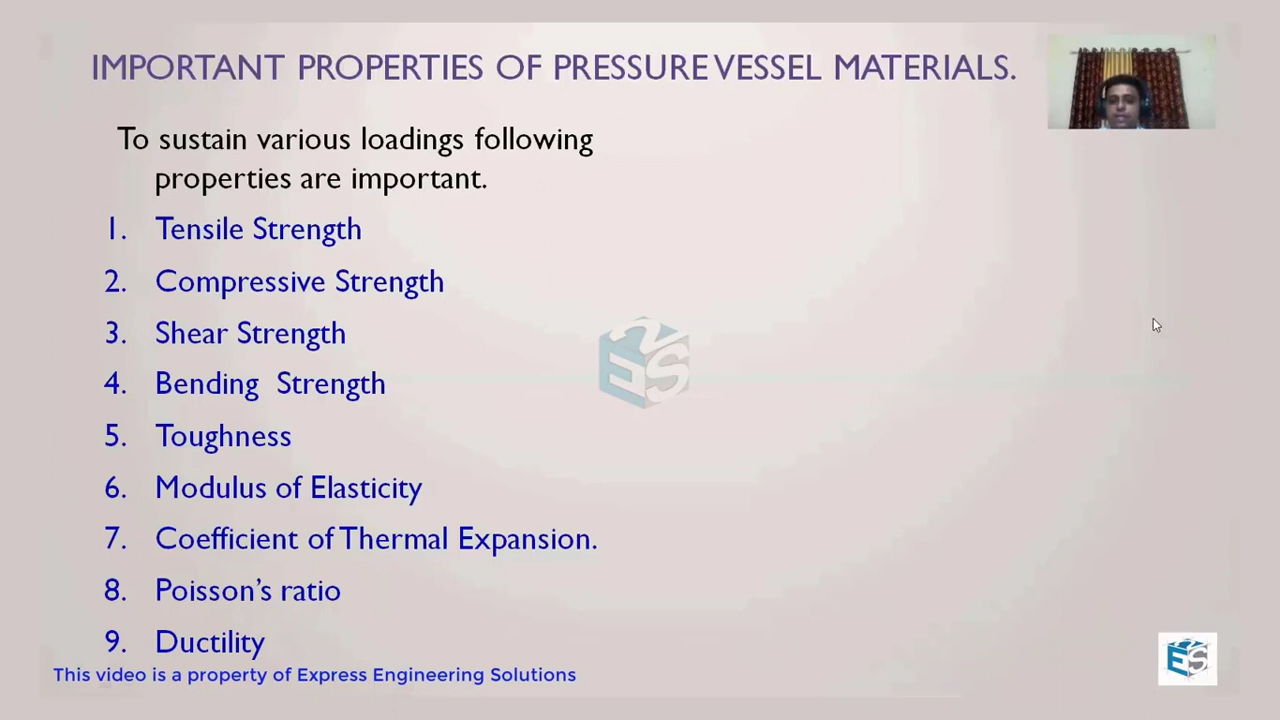 IMPORTANT PROPERTIES OF PRESSURE VESSEL MATERIALS.
To sustain various loadings following
properties are important.
1. Tensile Strength
2. Compressive Strength
3. Shear Strength
4. Bending Strength
5. Toughness
6. Modulus of Elasticity
7. Coefficient of Thermal Expansion.
8. Poisson's ratio
9. Ductility
This video is a property of Express Engineering Solutions
E2S
E2S